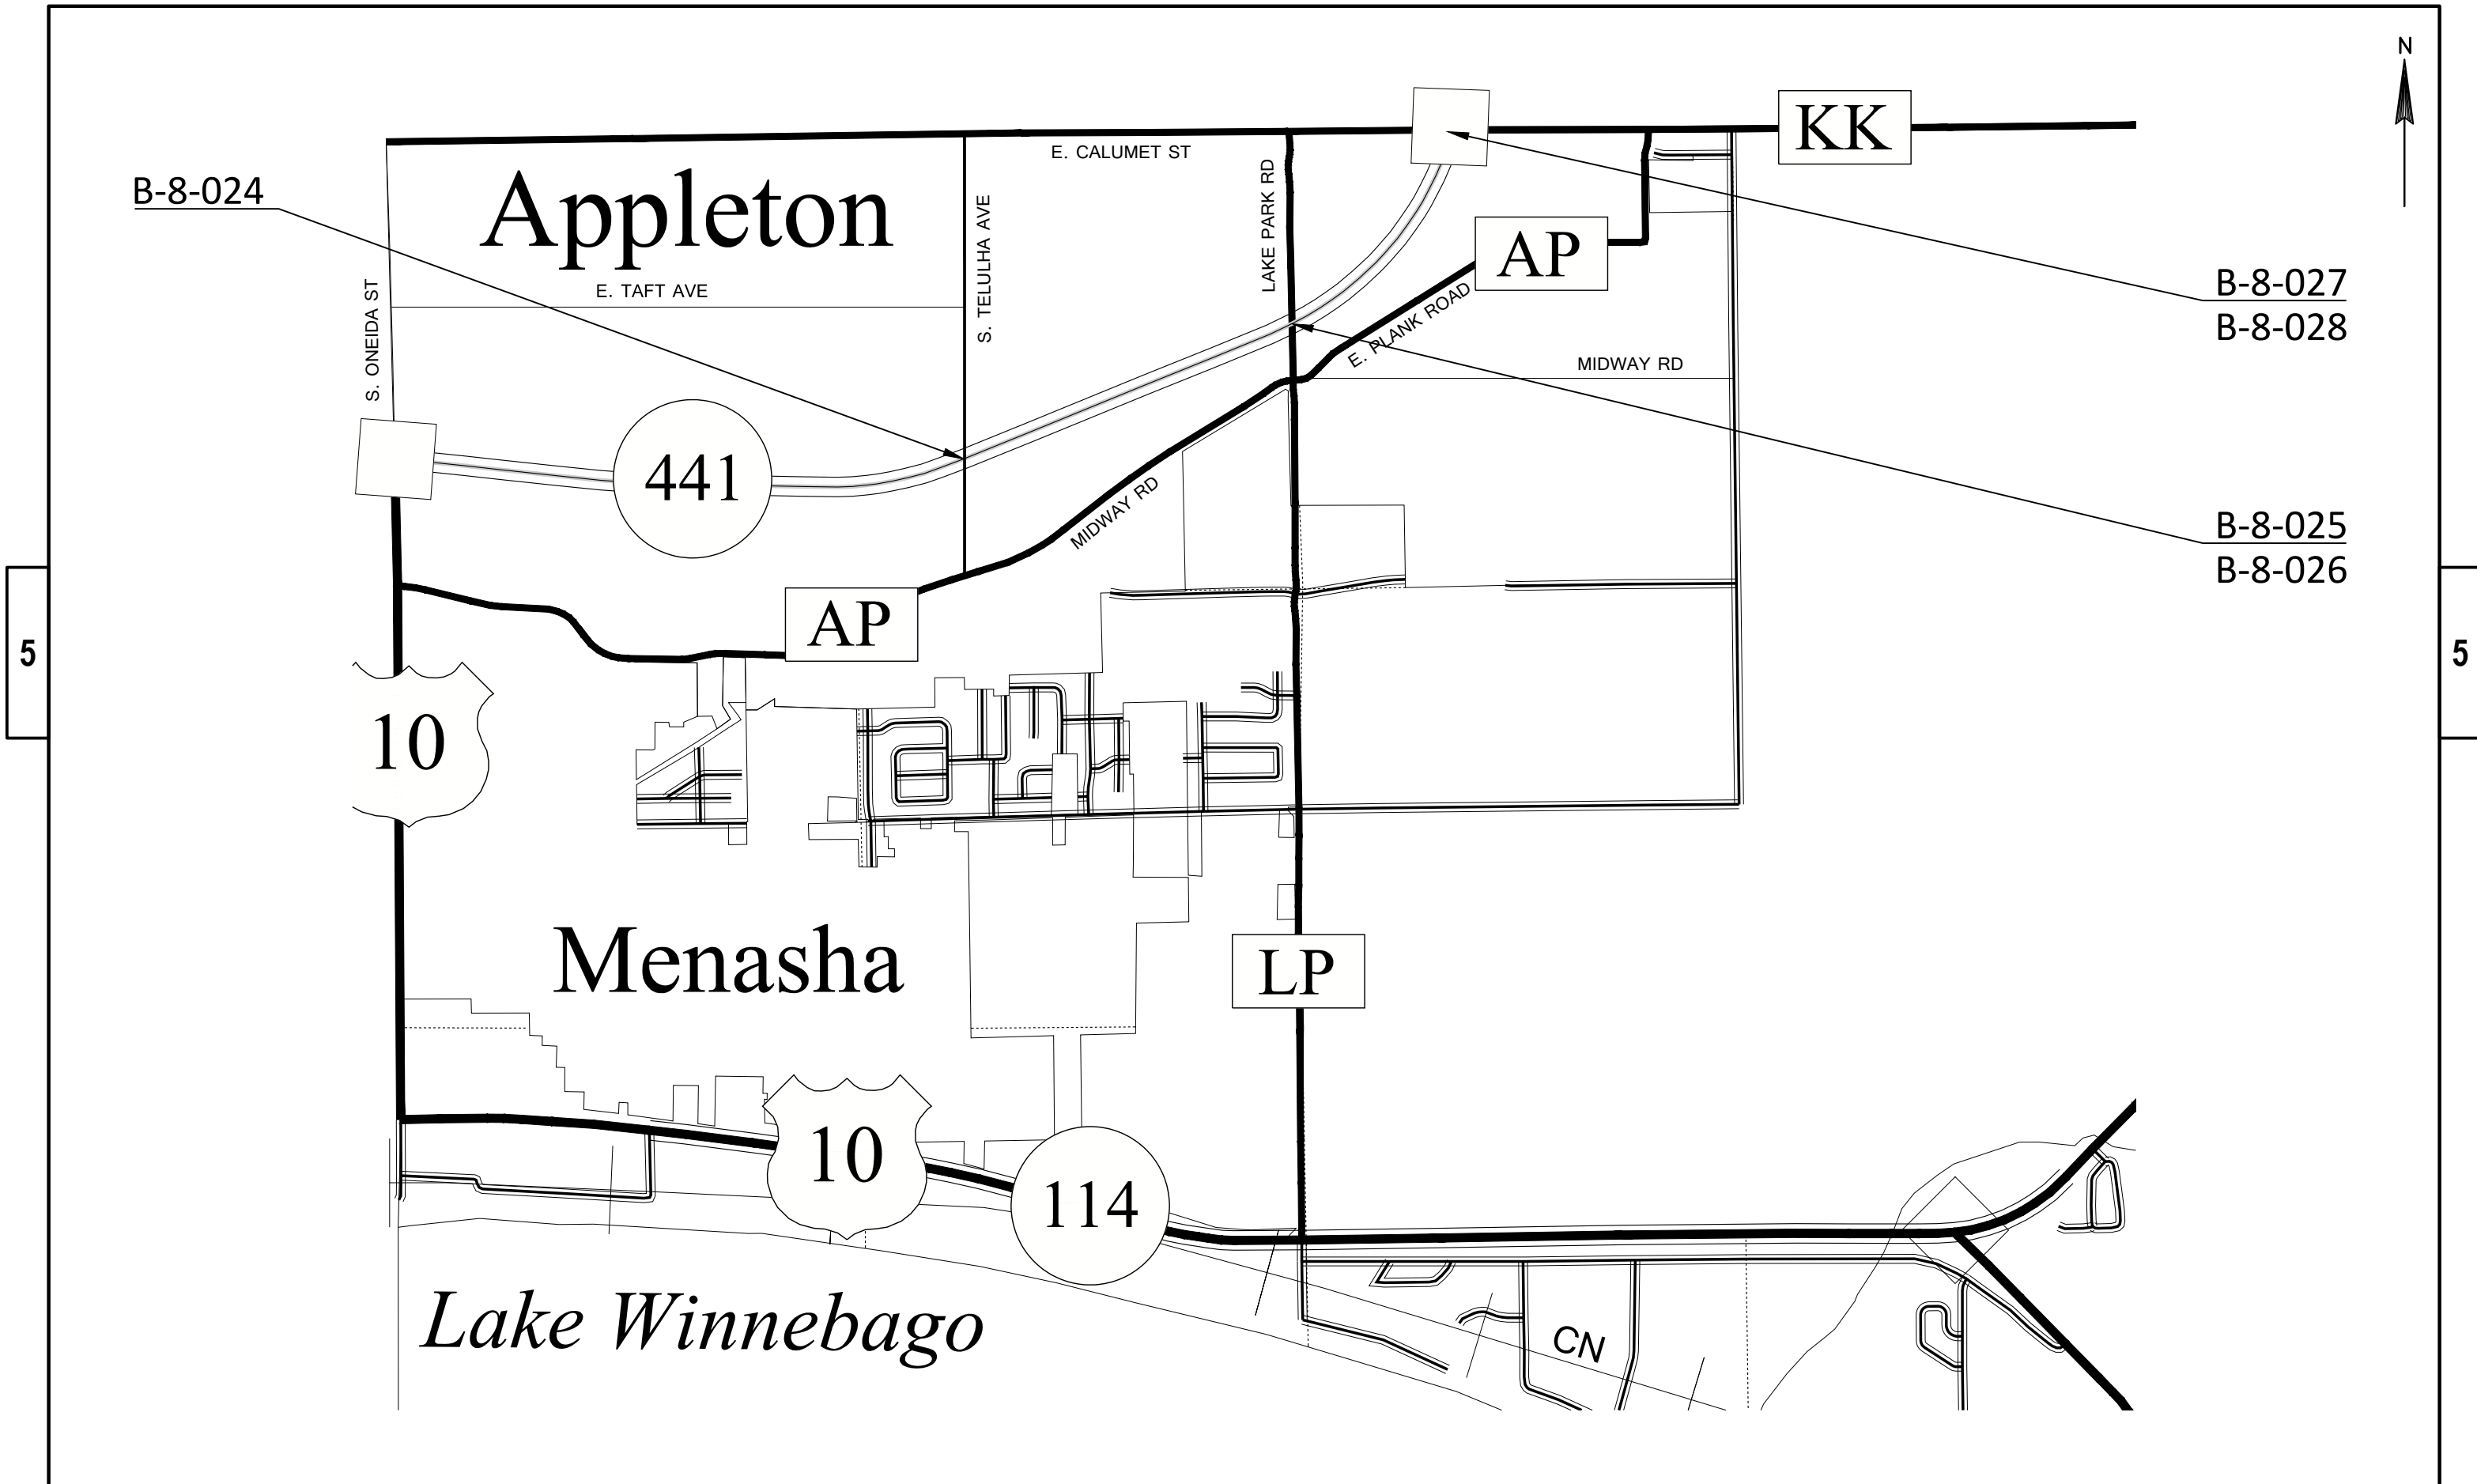 N
KK
E. CALUMET ST
B-8-024
Appleton
S. TELULHA AVE
LAKE PARK RD
AP
B-8-027
B-8-028
E. TAFT AVE
S. ONEIDA ST
E. PLANK ROAD
MIDWAY RD
441
MIDWAY RD
B-8-025
B-8-026
AP
5
5
10
Menasha
LP
10
114
Lake Winnebago
CN